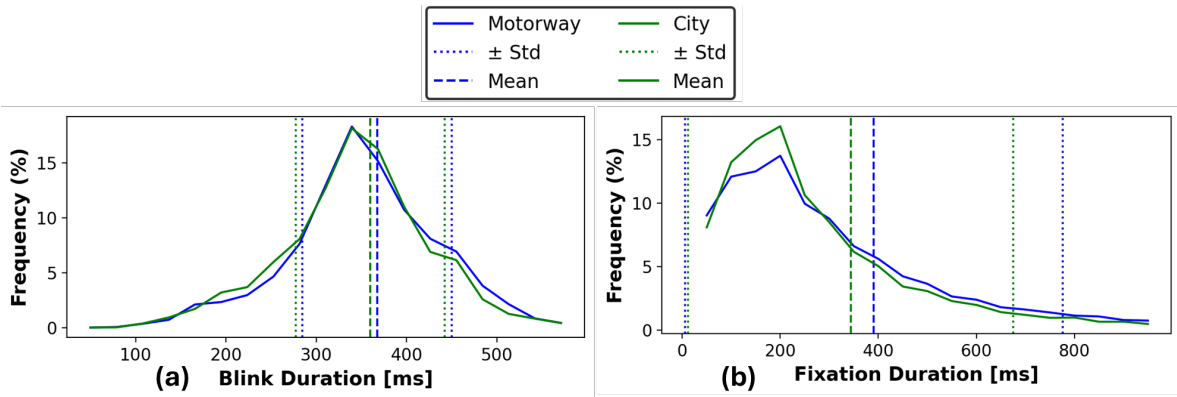 Motorway City
± Std ± Std
Mean Mean
Frequency (%)
15
10
5
0
100 200 300 400 500
(a) Blink Duration [ms]
Frequency (%)
15
10
5
0
0 200 400 600 800
(b) Fixation Duration [ms]